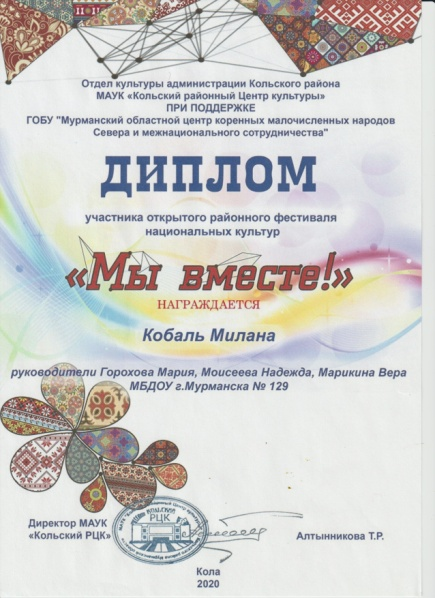 Отдел культуры администрации Кольского района
МАУК «Кольский районный Центр культуры»
ПРИ ПОДДЕРЖКЕ
ГОБУ "Мурманский областной центр коренных малочисленных народов
Севера и межнационального сотрудничества"
ДИПЛОМ
участника открытого районного фестиваля
национальных культур
«Мы вместе!»
НАГРАЖДАЕТСЯ
Кобаль Милана
руководители Горохова Мария, Моисеева Надежда, Марикина Вера
МБДОУ г.Мурманска № 129
Директор МАУК
«Кольский РЦК»
РЦК
Алтынникова Т.Р.
Кола
2020